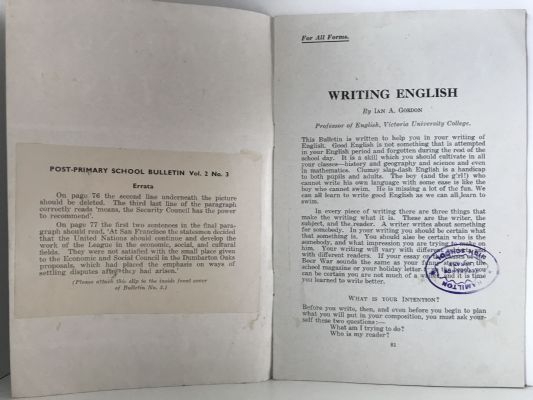 POST-PRIMARY SCHOOL BULLETIN Vol. 2 No. 3
Errata
On page 76 the second line underneath the picture
should be deleted. The third last line of the paragraph
correctly reads 'means, the Security Council has the power
to recommend'.
On page 77 the first two sentences in the final para-
graph should read, 'At San Francisco the statesmen decided
that the United Nations should continue and develop the
work of the League in the economic, social, and cultural
fields. They were not satisfied with the small place given
to the Economic and Social Council in the Dumbarton Oaks
proposals, which had placed the emphasis on ways of
settling disputes after they had arisen.'
(Please attach this slip to the inside front cover
of Bulletin No. 3.)
For All Forms.
WRITING ENGLISH
By IAN A. GORDON
Professor of English, Victoria University College.
This Bulletin is written to help you in your writing of
English. Good English is not something that is attempted
in your English period and forgotten during the rest of the
school day. It is a skill which you should cultivate in all
your classes—history and geography and science and even
in mathematics. Clumsy slap-dash English is a handicap
to both pupils and adults. The boy (and the girl!) who
cannot write his own language with some ease is like the
boy who cannot swim. He is missing a lot of the fun. We
can all learn to write good English as we can all learn to
swim.
In every piece of writing there are three things that
make the writing what it is. These are the writer, the
subject, and the reader. A writer writes about something
for somebody. In your writing you should be certain what
that something is. You should also be certain who is the
somebody, and what impression you are trying to make on
him. Your writing will vary with different subjects and
with different readers. If your essay on the causes of the
Boer War sounds the same as your funny story for the
school magazine or your holiday letter from the beach you
can be certain you are not much of a writer and it is time
you learned to write better.
WHAT IS YOUR INTENTION?
Before you write, then, and even before you begin to plan
what you will put in your composition, you must ask your-
self these two questions:—
What am I trying to do?
Who is my reader?
81
HAMILTON